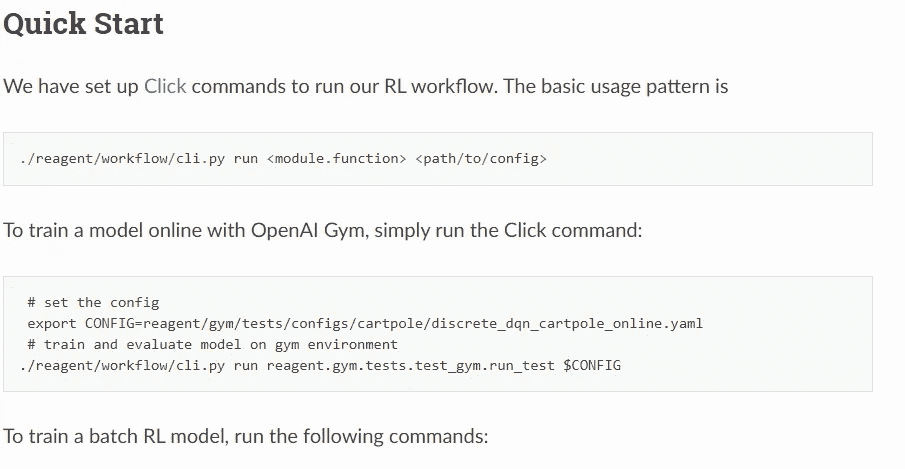 Quick Start
We have set up Click commands to run our RL workflow. The basic usage pattern is
./reagent/workflow/cli.py run <module.function> <path/to/config>
To train a model online with OpenAI Gym, simply run the Click command:
# set the config
export CONFIG=reagent/gym/tests/configs/cartpole/discrete_dqn_cartpole_online.yaml
# train and evaluate model on gym environment
./reagent/workflow/cli.py run reagent.gym.tests.test_gym.run_test $CONFIG
To train a batch RL model, run the following commands: